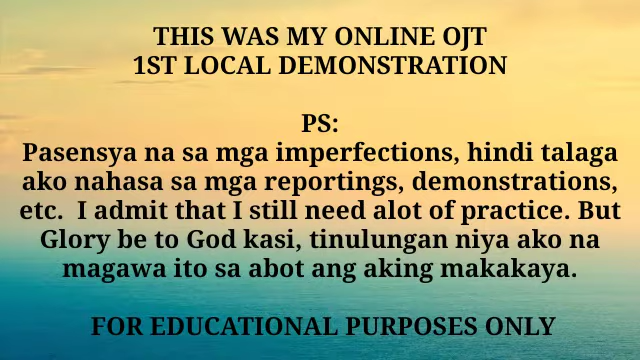 THIS WAS MY ONLINE OJT
1ST LOCAL DEMONSTRATION
PS:
Pasensya na sa mga imperfections, hindi talaga
ako nahasa sa mga reportings, demonstrations,
etc.  I admit that I still need alot of practice. But
Glory be to God kasi, tinulungan niya ako na
magawa ito sa abot ang aking makakaya.
FOR EDUCATIONAL PURPOSES ONLY